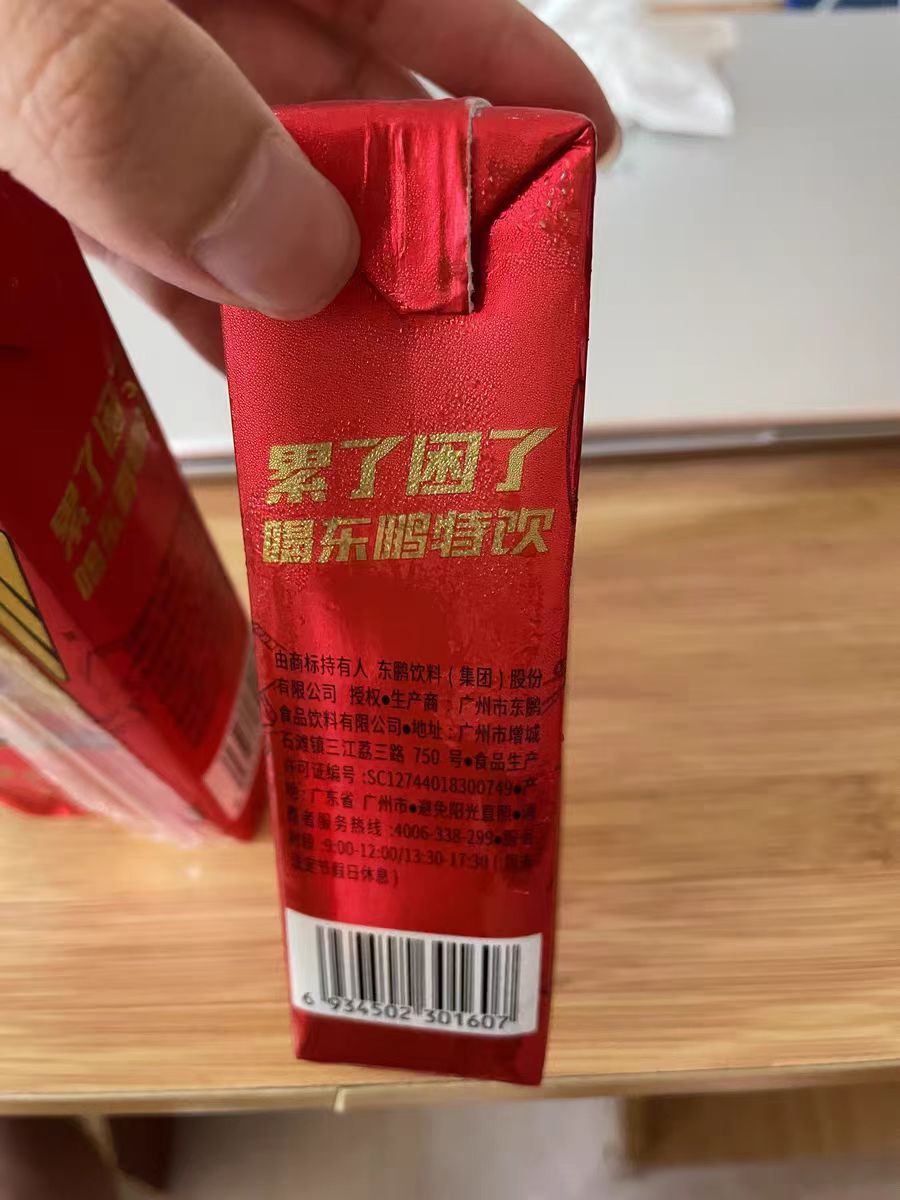 累了困了
喝东鹏特饮
由商标持有人 东鹏饮料(集团)股份
有限公司 授权●生产商:广州市东鹏
食品饮料有限公司●地址:广州市增城
石滩镇三江荔三路 750 号●食品生产
许可证编号:SC12744018300749●产
地:广东省 广州市●避免阳光直照●消
费者服务热线:4006-338-299●服务
时间:9:00-12:00/13:30-17:30(
法定节假日休息)
6 934502 301607
累了困
喝东鹏